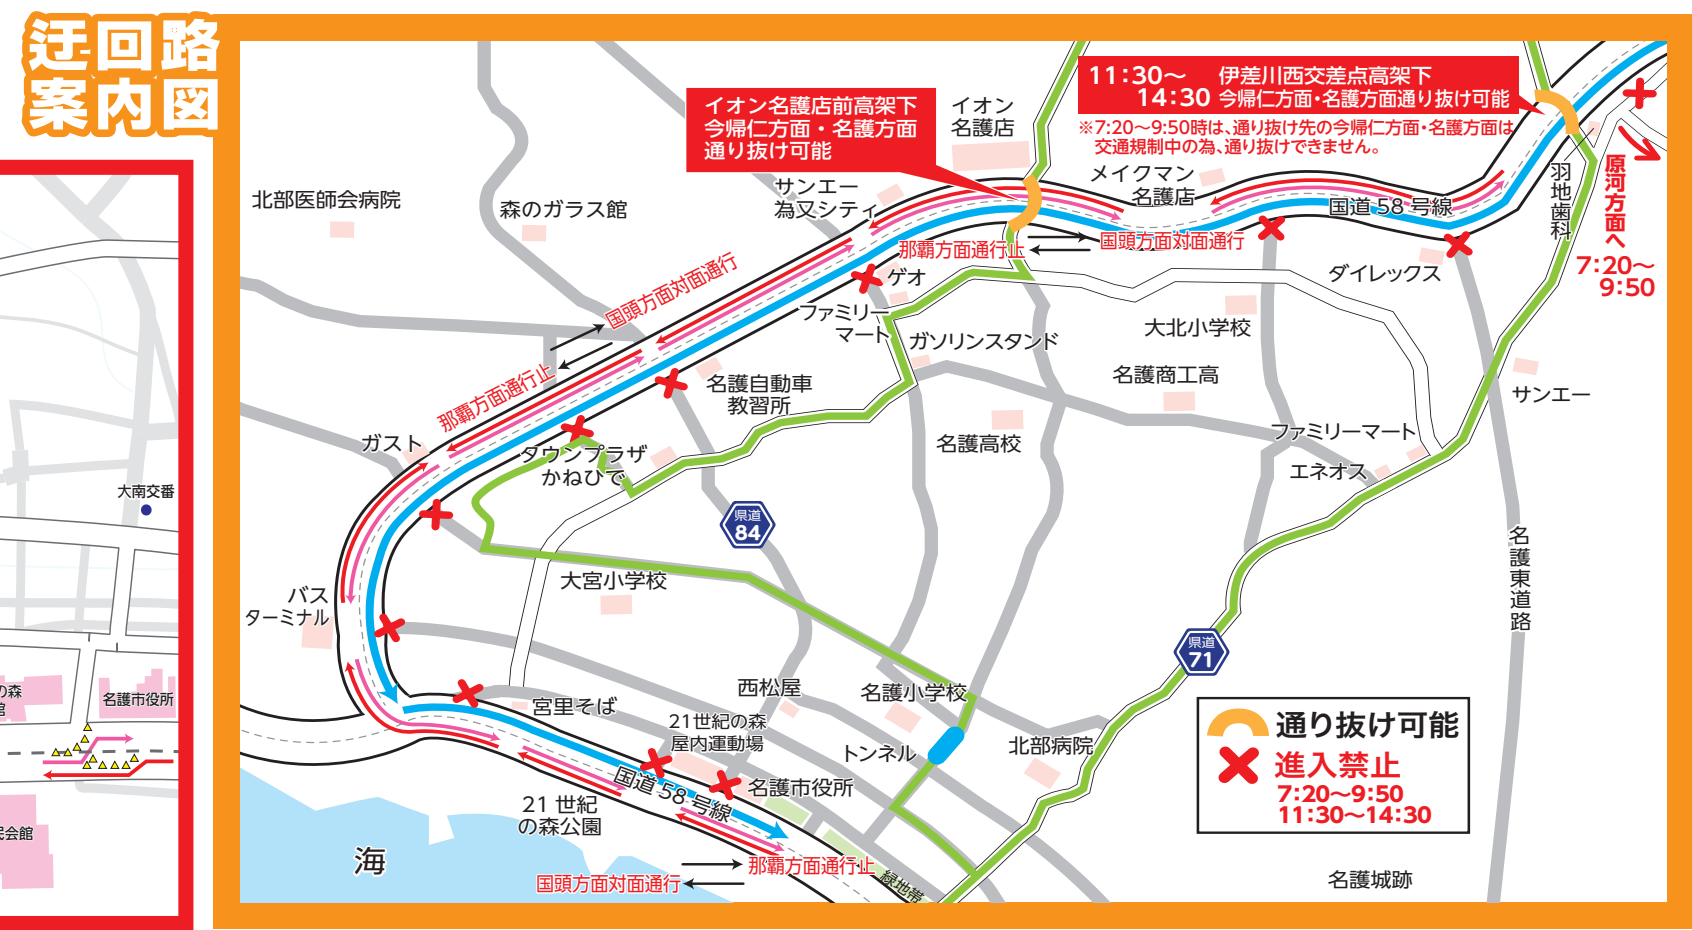 迂回路
案内図
大南交番
の森
館
名護市役所
民会館
北部医師会病院
森のガラス館
イオン名護店前高架下
今帰仁方面・名護方面
通り抜け可能
イオン
名護店
11:30〜 伊差川西交差点高架下
14:30 今帰仁方面・名護方面通り抜け可能
※7:20〜9:50時は、通り抜け先の今帰仁方面・名護方面は
交通規制中の為、通り抜けできません。
サンエー
為又シティ
メイクマン
名護店
国道 58 号線
羽地歯科
原河方面へ
7:20〜
9:50
那覇方面通行止
国頭方面対面通行
ゲオ
ダイレックス
国頭方面対面通行
ファミリー
マート
ガソリンスタンド
大北小学校
那覇方面通行止
名護自動車
教習所
名護商工高
サンエー
ガスト
タウンプラザ
かねひで
名護高校
ファミリーマート
エネオス
県道
84
名護東道路
大宮小学校
バス
ターミナル
県道
71
西松屋
名護小学校
宮里そば
21世紀の森
屋内運動場
トンネル
北部病院
国道 58 号線
名護市役所
21 世紀
の森公園
海
那覇方面通行止
国頭方面対面通行
緑地帯
通り抜け可能
進入禁止
7:20〜9:50
11:30〜14:30
名護城跡